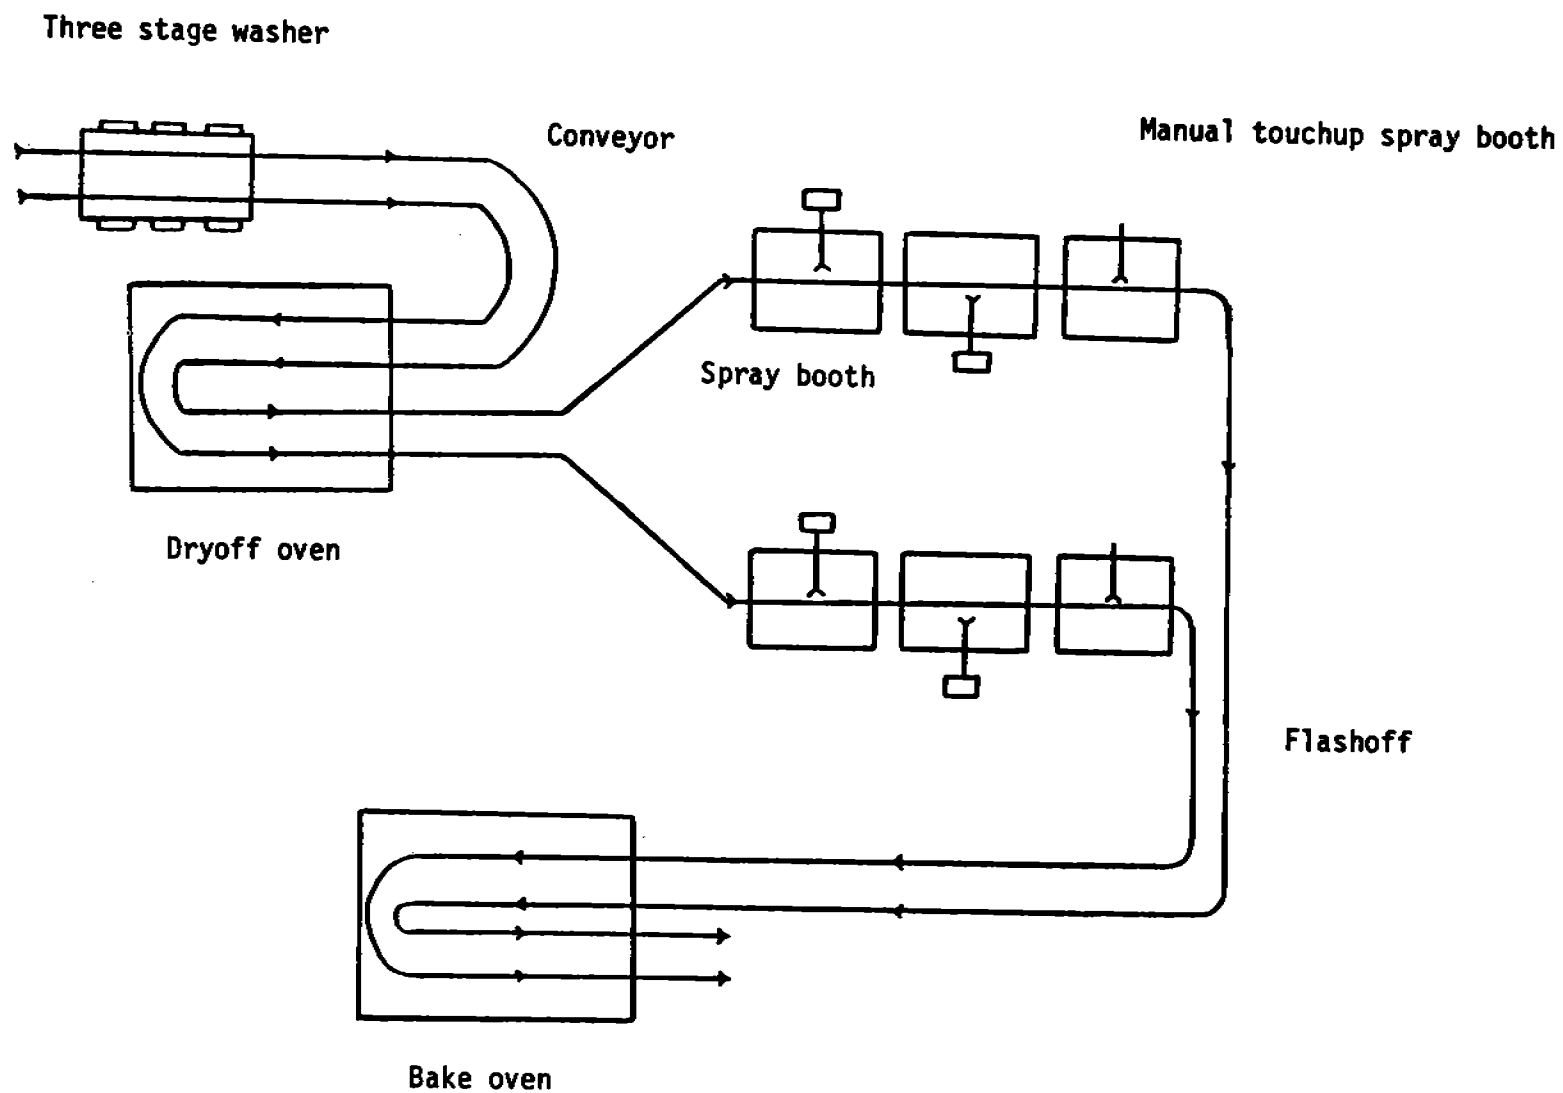 Three stage washer
Conveyor
Manual touchup spray booth
Spray booth
Dryoff oven
Flashoff
Bake oven